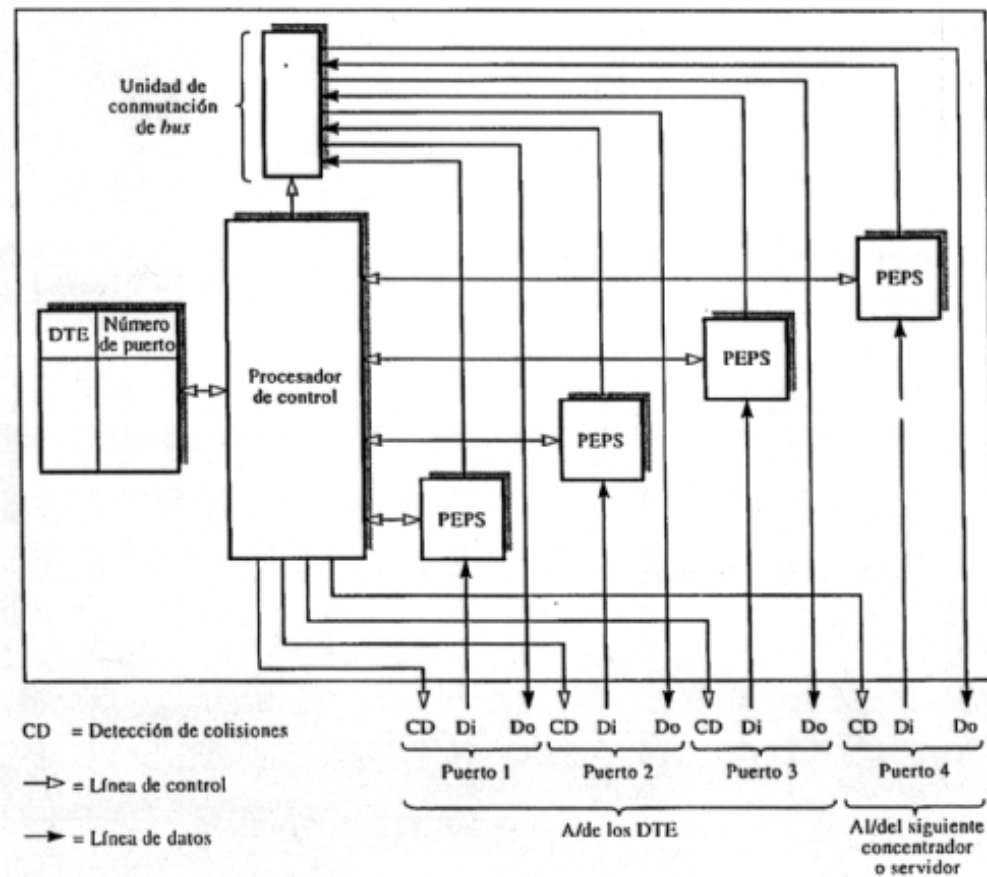 Unidad de
conmutación
de bus
PEPS
PEPS
DTE
Número
de puerto
Procesador
de control
PEPS
PEPS
CD Di Do CD Di Do CD Di Do CD Di Do
CD = Detección de colisiones
Puerto 1 Puerto 2 Puerto 3 Puerto 4
= Línea de control
A/de los DTE
Al/del siguiente
concentrador
o servidor
= Línea de datos